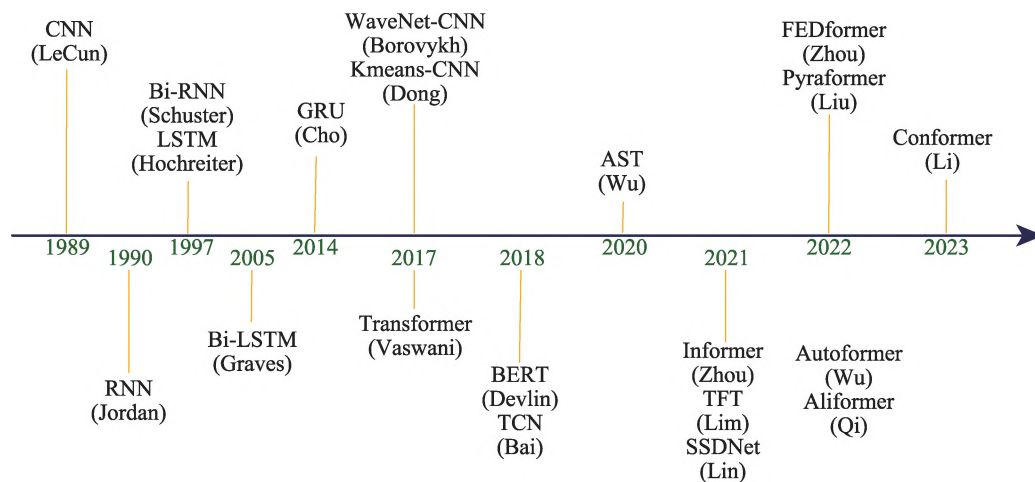 CNN
(LeCun)
1989
1990
RNN
(Jordan)
Bi-RNN
(Schuster)
LSTM
(Hochreiter)
1997
2005
Bi-LSTM
(Graves)
GRU
(Cho)
2014
WaveNet-CNN
(Borovykh)
Kmeans-CNN
(Dong)
2017
Transformer
(Vaswani)
2018
BERT
(Devlin)
TCN
(Bai)
AST
(Wu)
2020
2021
Informer
(Zhou)
TFT
(Lim)
SSDNet
(Lin)
FEDformer
(Zhou)
Pyraformer
(Liu)
2022
Autoformer
(Wu)
Aliformer
(Qi)
Conformer
(Li)
2023